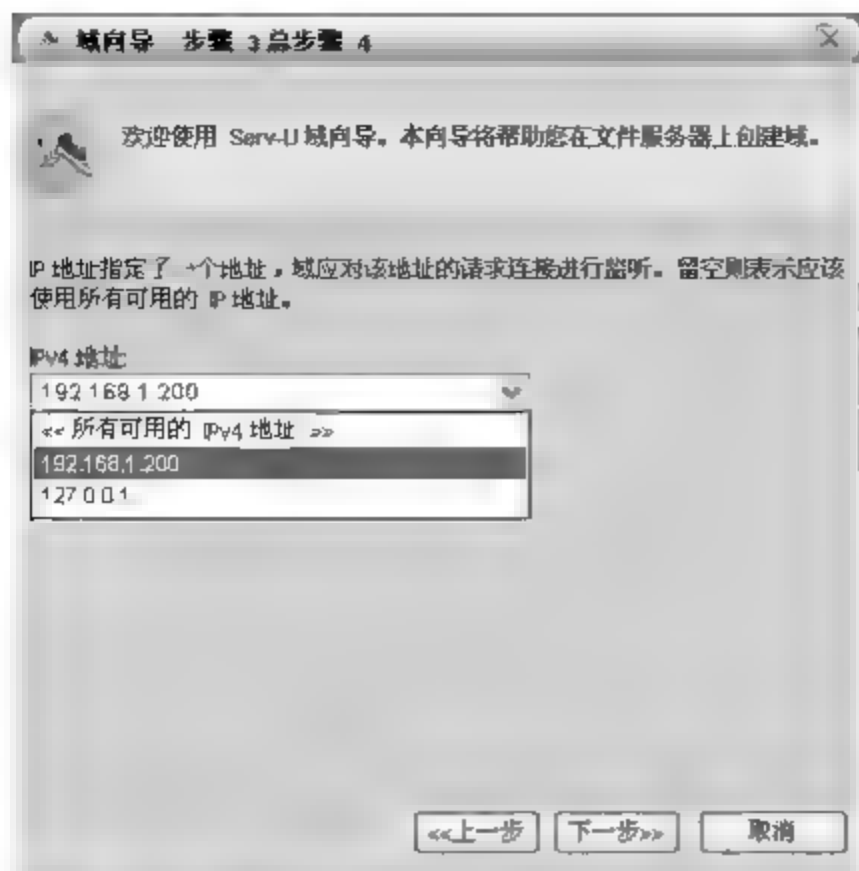 域向导 步骤 3 总步骤 4
欢迎使用 Serv-U 域向导。本向导将帮助您在文件服务器上创建域。
IP 地址指定了一个地址,域应对该地址的请求连接进行监听。留空则表示应该
使用所有可用的 IP 地址。
IPv4 地址:
192.168.1.200
<< 所有可用的 IPv4 地址 >>
192.168.1.200
127.0.0.1
<<上一步
下一步>>
取消